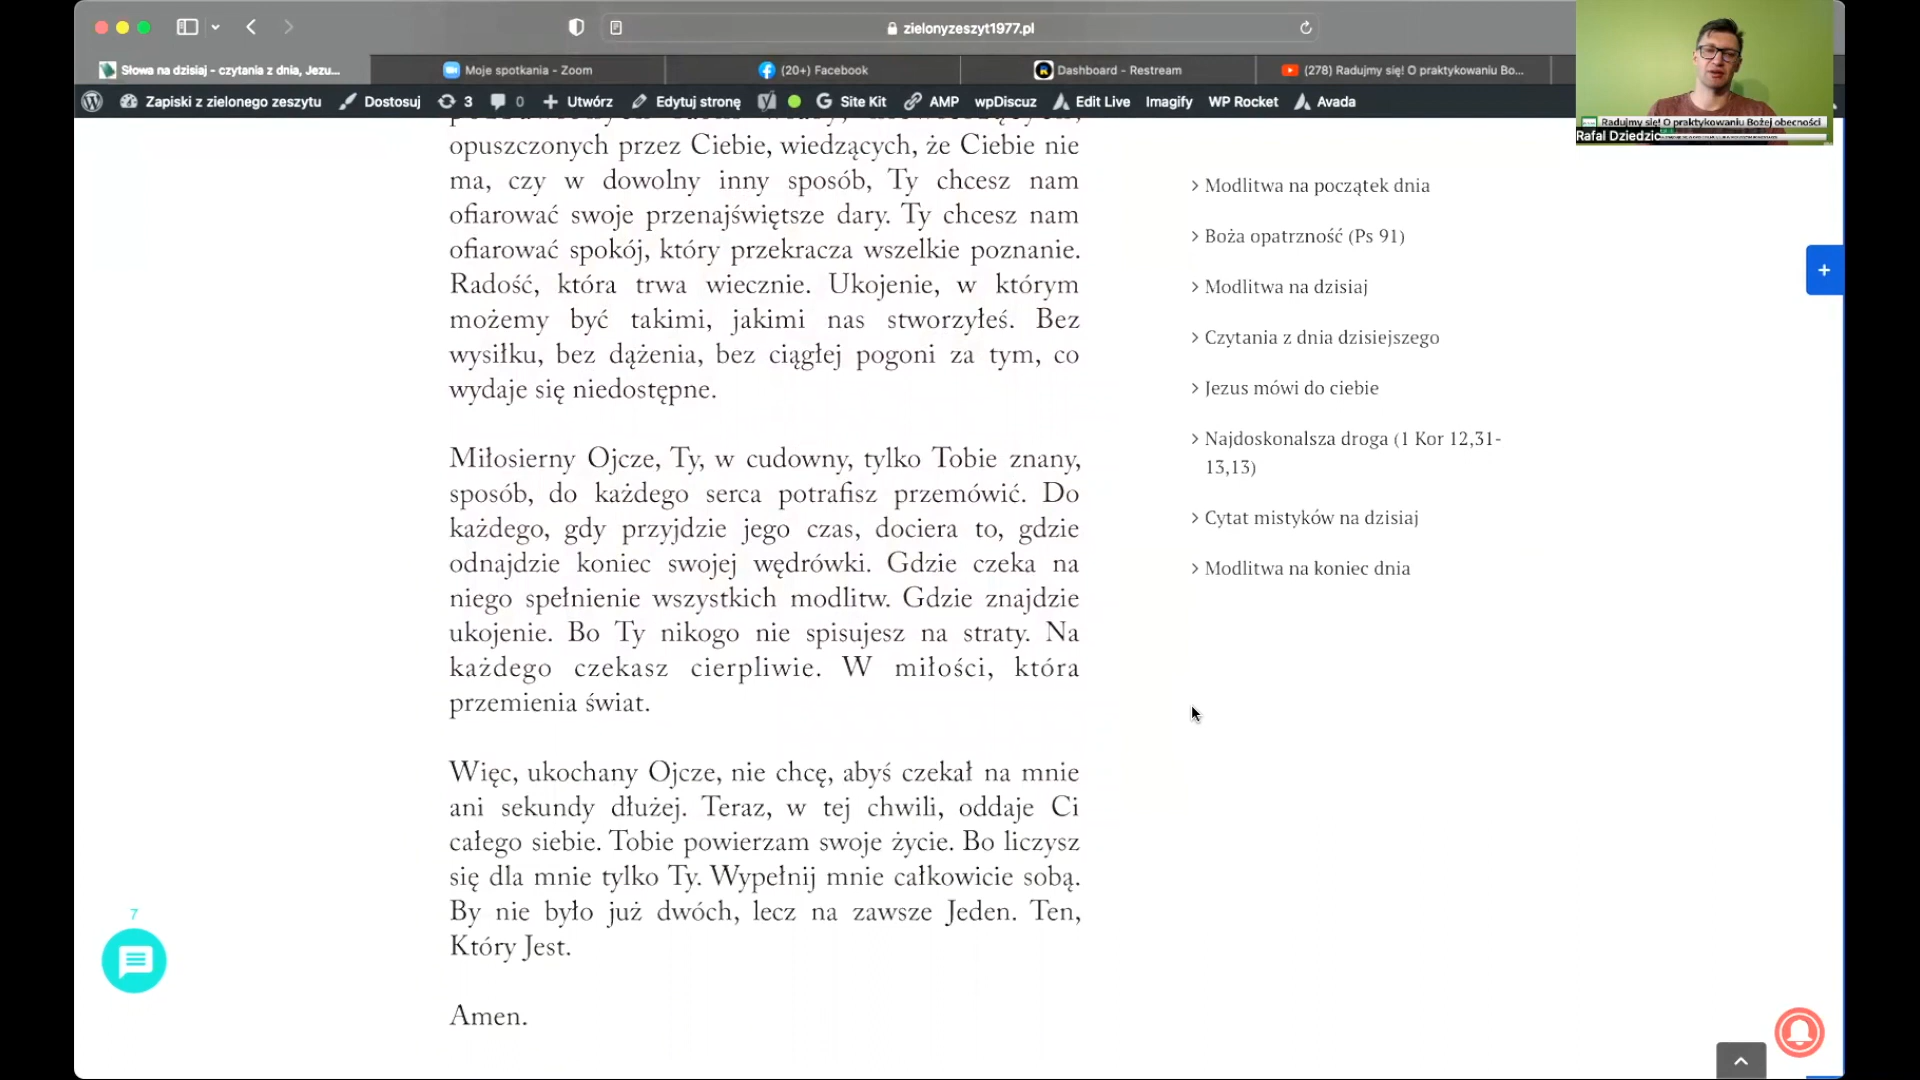 zielonyzeszyt1977.pl
Słowa na dzisiaj - czytania z dnia, Jezu...
Moje spotkania - Zoom
(20+) Facebook
Dashboard - Restream
(278) Radujmy się! O praktykowaniu Bo...
Zapiski z zielonego zeszytu
Dostosuj
3
0
Utwórz
Edytuj stronę
Site Kit
AMP
wpDiscuz
Edit Live
Imagify
WP Rocket
Avada
Radujmy się! O praktykowaniu Bożej obecności
Rafal Dziedzic
opuszczonych przez Ciebie, wiedzących, że Ciebie nie
ma, czy w dowolny inny sposób, Ty chcesz nam
ofiarować swoje przenajświętsze dary. Ty chcesz nam
ofiarować spokój, który przekracza wszelkie poznanie.
Radość, która trwa wiecznie. Ukojenie, w którym
możemy być takimi, jakimi nas stworzyłeś. Bez
wysiłku, bez dążenia, bez ciągłej pogoni za tym, co
wydaje się niedostępne.
Miłosierny Ojcze, Ty, w cudowny, tylko Tobie znany,
sposób, do każdego serca potrafisz przemówić. Do
każdego, gdy przyjdzie jego czas, dociera to, gdzie
odnajdzie koniec swojej wędrówki. Gdzie czeka na
niego spełnienie wszystkich modlitw. Gdzie znajdzie
ukojenie. Bo Ty nikogo nie spisujesz na straty. Na
każdego czekasz cierpliwie. W miłości, która
przemienia świat.
Więc, ukochany Ojcze, nie chcę, abyś czekał na mnie
ani sekundy dłużej. Teraz, w tej chwili, oddaje Ci
całego siebie. Tobie powierzam swoje życie. Bo liczysz
się dla mnie tylko Ty. Wypełnij mnie całkowicie sobą.
By nie było już dwóch, lecz na zawsze Jeden. Ten,
Który Jest.
Amen.
Modlitwa na początek dnia
Boża opatrzność (Ps 91)
Modlitwa na dzisiaj
Czytania z dnia dzisiejszego
Jezus mówi do ciebie
Najdoskonalsza droga (1 Kor 12,31-
13,13)
Cytat mistyków na dzisiaj
Modlitwa na koniec dnia
7